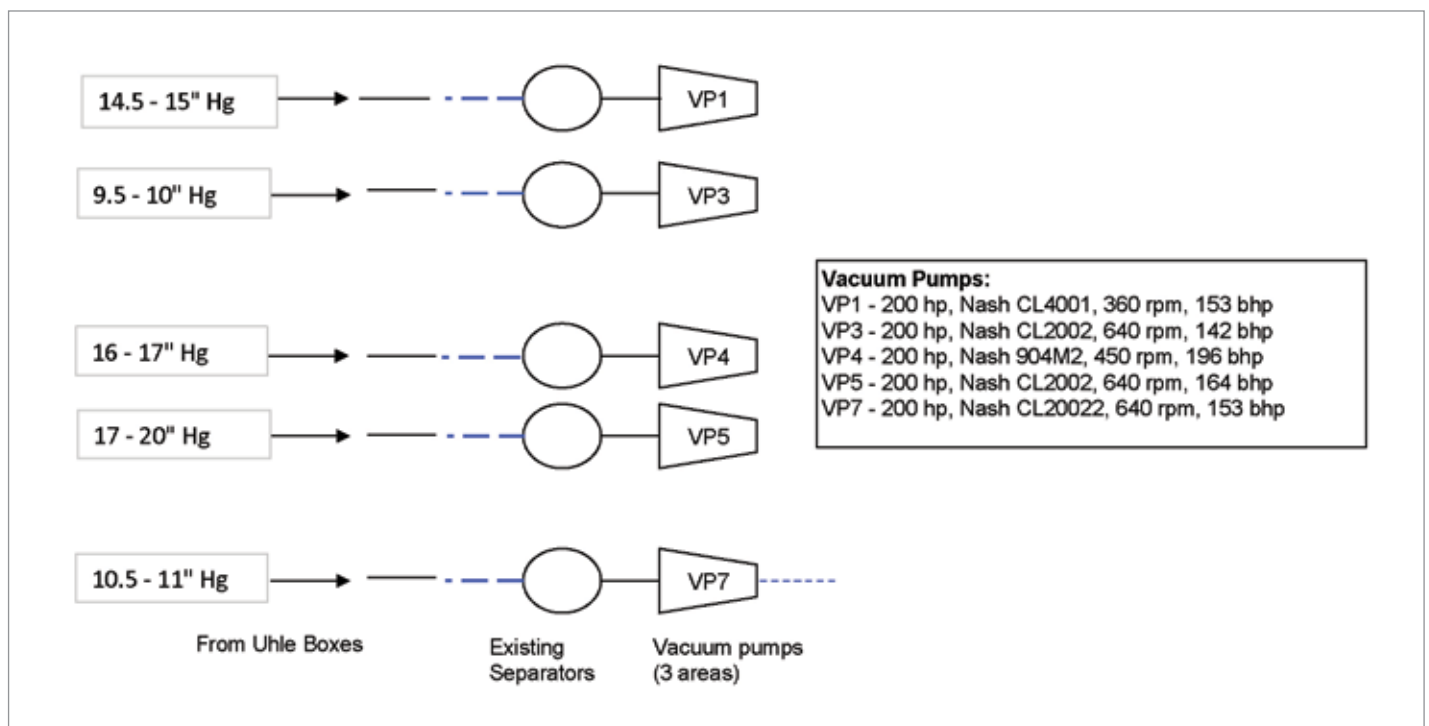 14.5 - 15" Hg
VP1
9.5 - 10" Hg
VP3
16 - 17" Hg
VP4
17 - 20" Hg
VP5
10.5 - 11" Hg
VP7
From Uhle Boxes
Existing
Separators
Vacuum pumps
(3 areas)
Vacuum Pumps:
VP1 - 200 hp, Nash CL4001, 360 rpm, 153 bhp
VP3 - 200 hp, Nash CL2002, 640 rpm, 142 bhp
VP4 - 200 hp, Nash 904M2, 450 rpm, 196 bhp
VP5 - 200 hp, Nash CL2002, 640 rpm, 164 bhp
VP7 - 200 hp, Nash CL20022, 640 rpm, 153 bhp